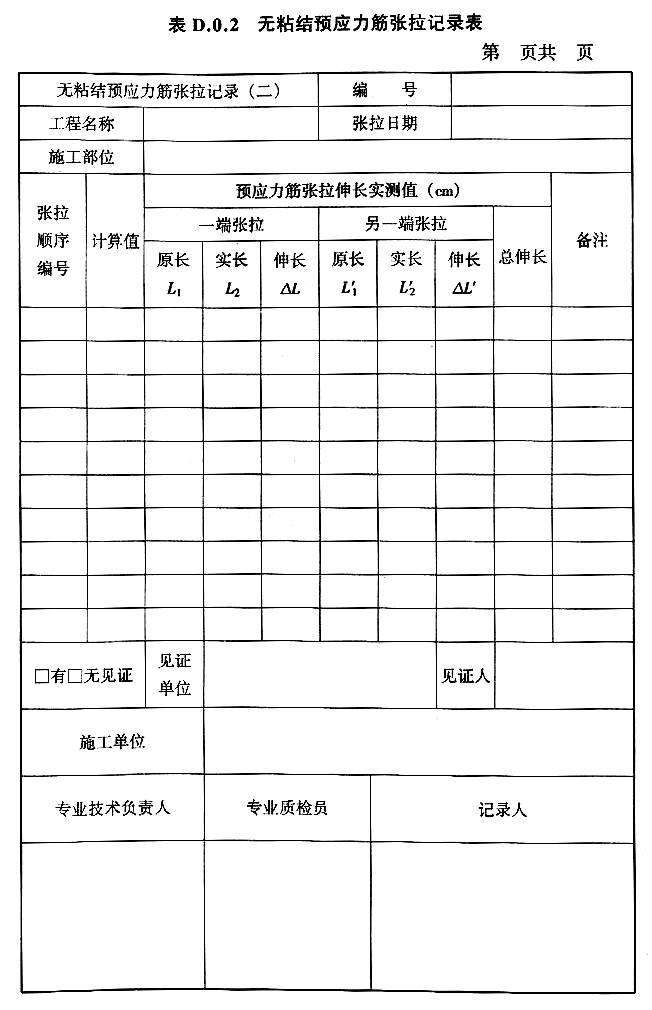 表 D.0.2 无粘结预应力筋张拉记录表
第 页共 页
无粘结预应力筋张拉记录（二） 编 号
工程名称 张拉日期
施工部位
张拉顺序编号 计算值 预应力筋张拉伸长实测值（cm） 备注
一端张拉 另一端张拉 总伸长
原长 L₁ 实长 L₂ 伸长 ΔL 原长 L′₁ 实长 L′₂ 伸长 ΔL′
□有□无见证 见证单位 见证人
施工单位
专业技术负责人 专业质检员 记录人